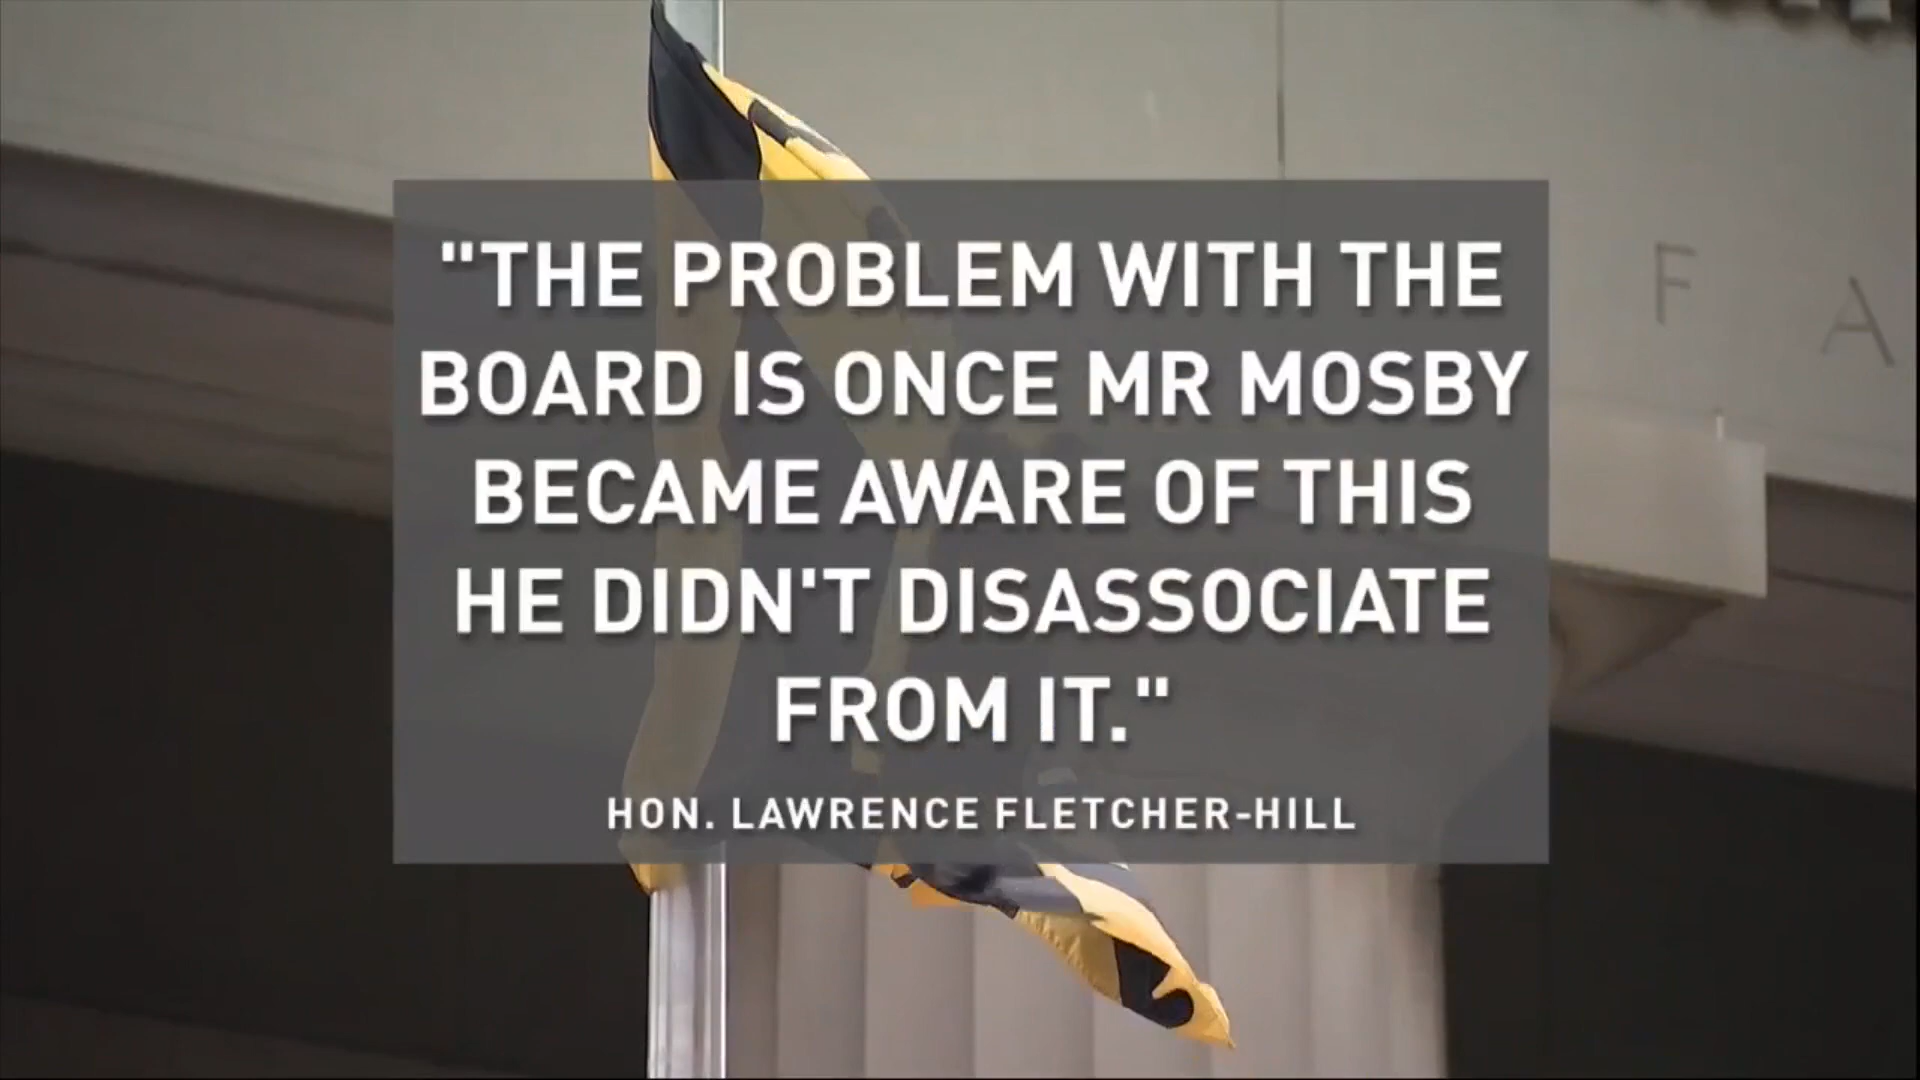 "THE PROBLEM WITH THE
BOARD IS ONCE MR MOSBY
BECAME AWARE OF THIS
HE DIDN'T DISASSOCIATE
FROM IT."
HON. LAWRENCE FLETCHER-HILL
F A